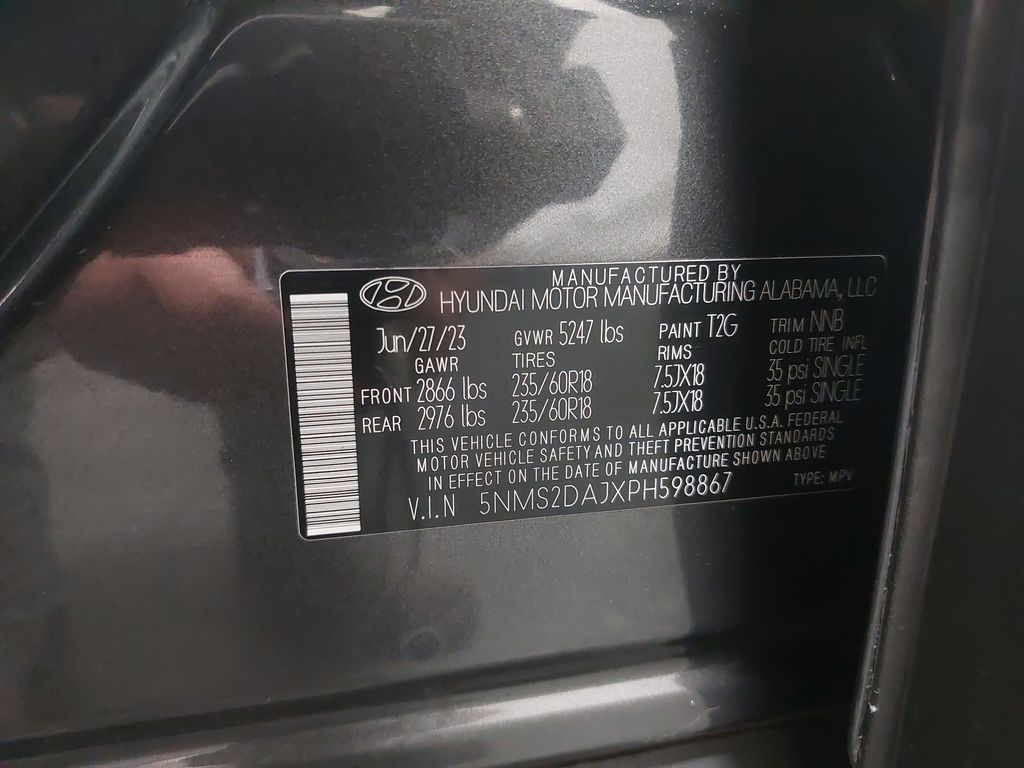 MANUFACTURED BY
HYUNDAI MOTOR MANUFACTURING ALABAMA, LLC
Jun/27/23 GVWR 5247 lbs PAINT T2G TRIM NNB
GAWR TIRES RIMS COLD TIRE INFL
FRONT 2866 lbs 235/60R18 7.5JX18 35 psi SINGLE
REAR 2976 lbs 235/60R18 7.5JX18 35 psi SINGLE
THIS VEHICLE CONFORMS TO ALL APPLICABLE U.S.A. FEDERAL
MOTOR VEHICLE SAFETY AND THEFT PREVENTION STANDARDS
IN EFFECT ON THE DATE OF MANUFACTURE SHOWN ABOVE
V.I.N 5NMS2DAJXPH598867 TYPE: MPV